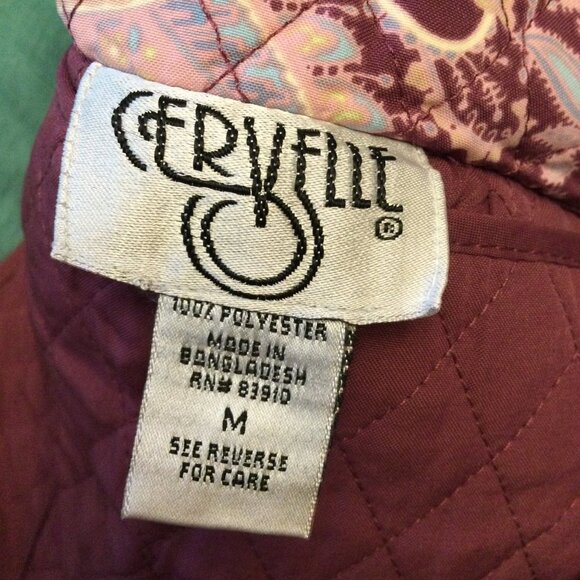 CERVELLE ®
100% POLYESTER
MADE IN
BANGLADESH
RN# 83910
M
SEE REVERSE
FOR CARE